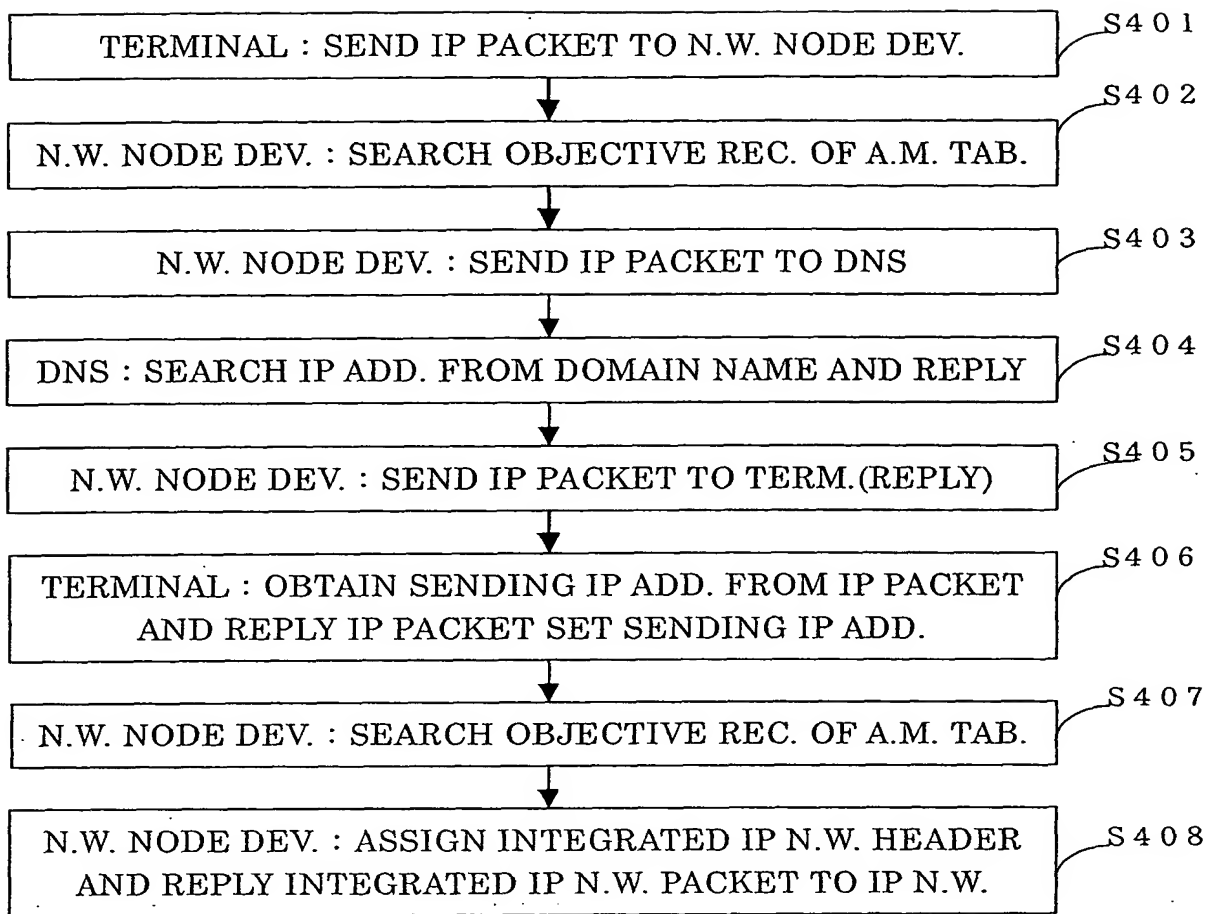 TERMINAL : SEND IP PACKET TO N.W. NODE DEV.
S401
N.W. NODE DEV. : SEARCH OBJECTIVE REC. OF A.M. TAB.
S402
N.W. NODE DEV. : SEND IP PACKET TO DNS
S403
DNS : SEARCH IP ADD. FROM DOMAIN NAME AND REPLY
S404
N.W. NODE DEV. : SEND IP PACKET TO TERM.(REPLY)
S405
TERMINAL : OBTAIN SENDING IP ADD. FROM IP PACKET
AND REPLY IP PACKET SET SENDING IP ADD.
S406
N.W. NODE DEV. : SEARCH OBJECTIVE REC. OF A.M. TAB.
S407
N.W. NODE DEV. : ASSIGN INTEGRATED IP N.W. HEADER
AND REPLY INTEGRATED IP N.W. PACKET TO IP N.W.
S408